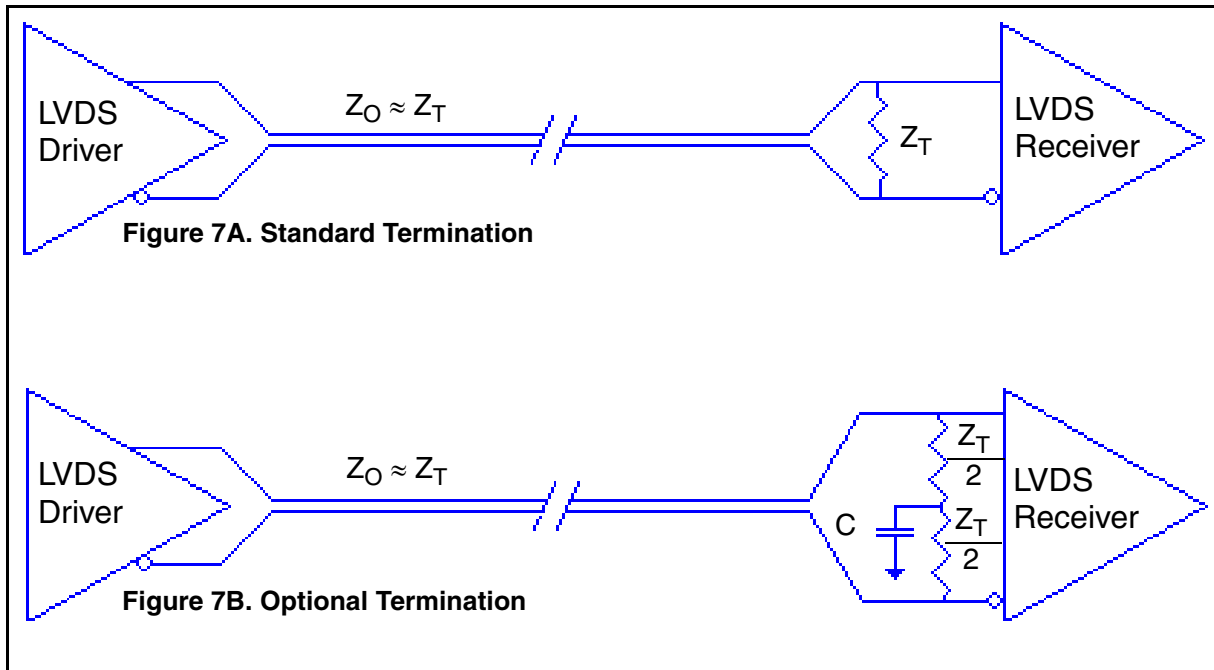 LVDS
Driver
Z_O ≈ Z_T
Z_T
LVDS
Receiver
Figure 7A. Standard Termination
LVDS
Driver
Z_O ≈ Z_T
C
Z_T
2
Z_T
2
LVDS
Receiver
Figure 7B. Optional Termination